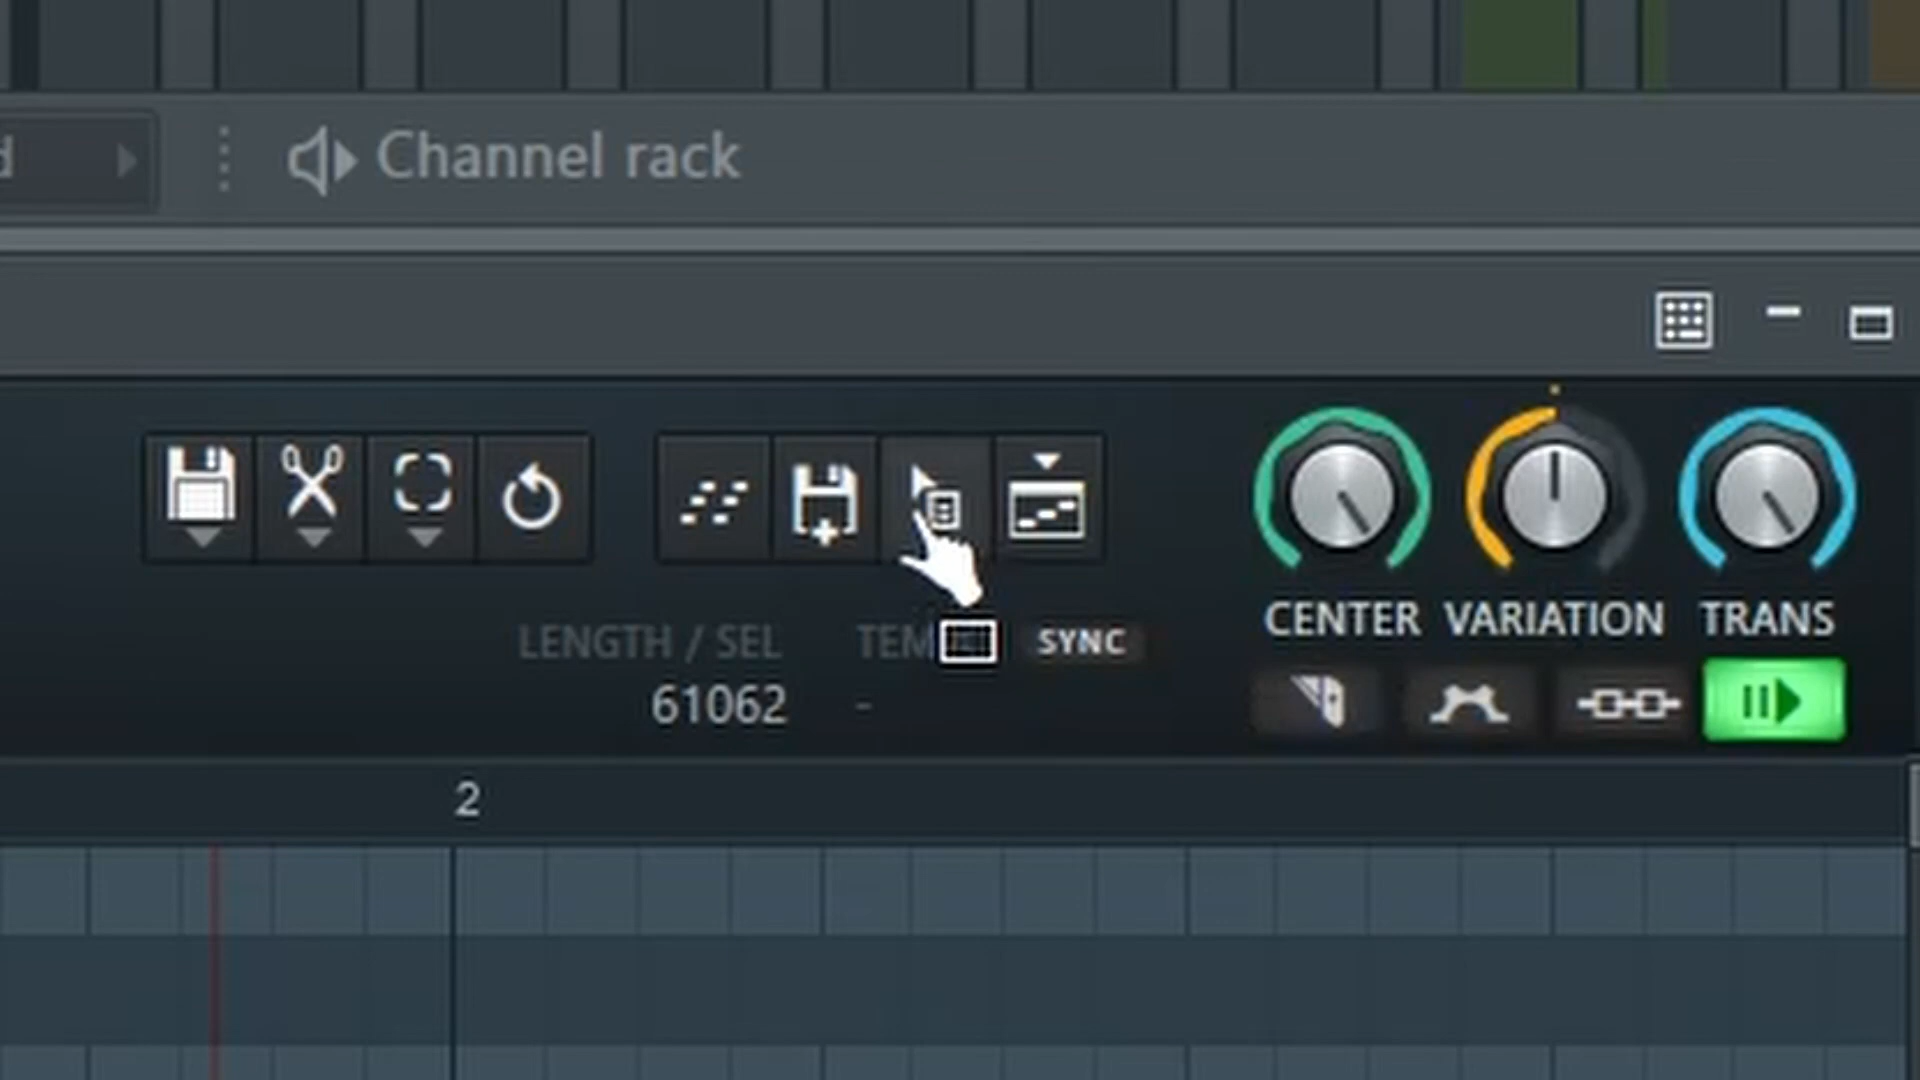 d
Channel rack
CENTER VARIATION TRANS
LENGTH / SEL
SYNC
61062 -
2